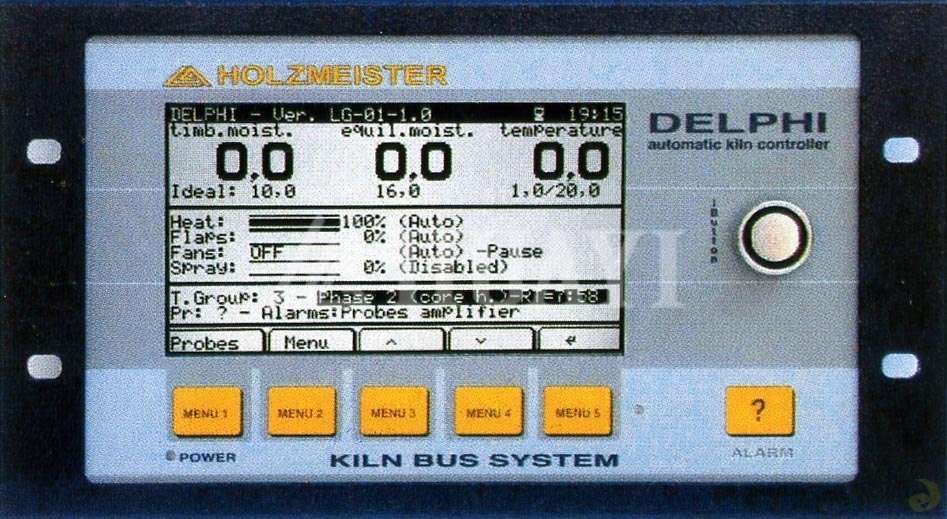 HOLZMEISTER
DELPHI - Ver. LG-01-1.0 19:15
timb.moist. equil.moist. temperature
0,0 0,0 0,0
Ideal: 10,0 16,0 1,0/20,0
Heat: 100% (Auto)
Flaps: 0% (Auto)
Fans: OFF (Auto) -Pause
Spray: 0% (Disabled)
T.Group: 3 - Phase 2 core h.
Pr: ? - Alarms:Probes amplifier
Probes Menu ^ ⌄ ↵
DELPHI
automatic kiln controller
iButton
MENU 1 MENU 2 MENU 3 MENU 4 MENU 5 ?
POWER KILN BUS SYSTEM ALARM